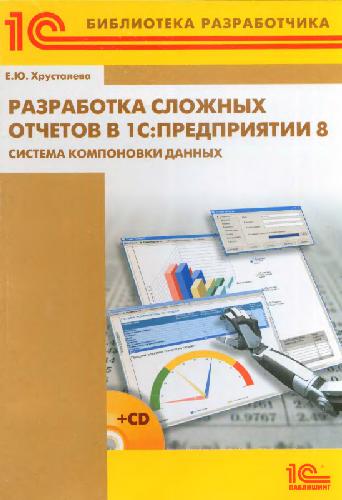 1С БИБЛИОТЕКА РАЗРАБОТЧИКА
Е.Ю. Хрусталева
РАЗРАБОТКА СЛОЖНЫХ
ОТЧЕТОВ В 1С:ПРЕДПРИЯТИИ 8
СИСТЕМА КОМПОНОВКИ ДАННЫХ
+CD
1С
ПАБЛИШИНГ